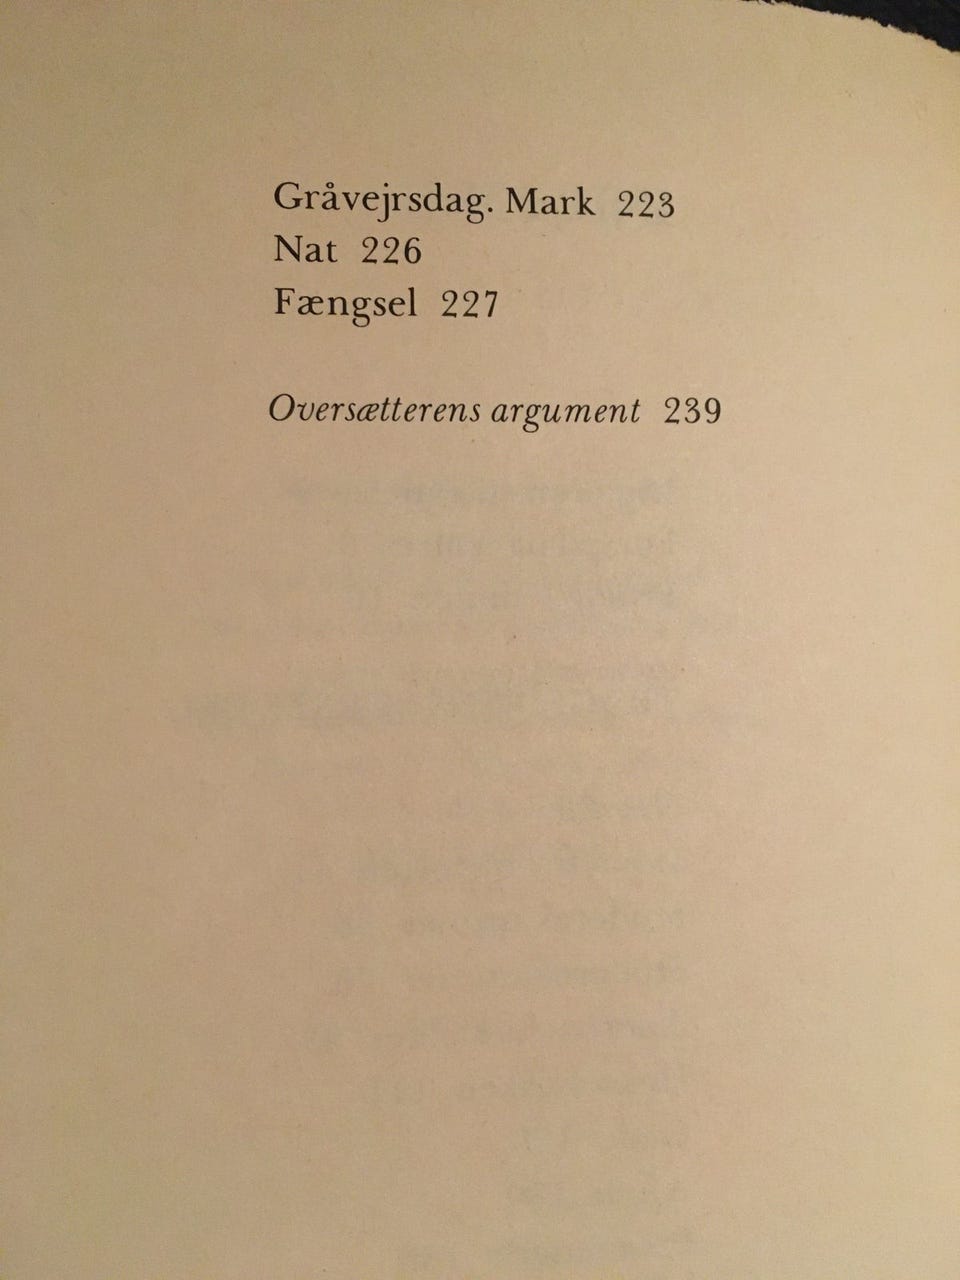 Gråvejrsdag. Mark 223
Nat 226
Fængsel 227
Oversætterens argument 239